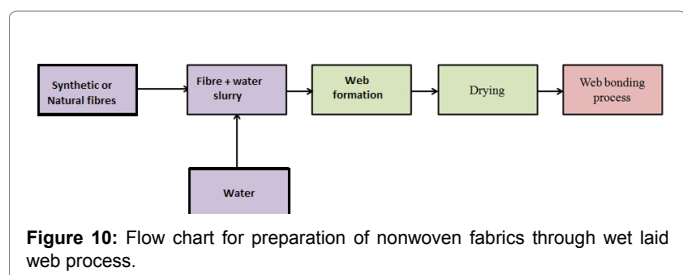 Synthetic or
Natural fibres
Fibre + water
slurry
Web
formation
Drying
Web bonding
process
Water
Figure 10: Flow chart for preparation of nonwoven fabrics through wet laid
web process.